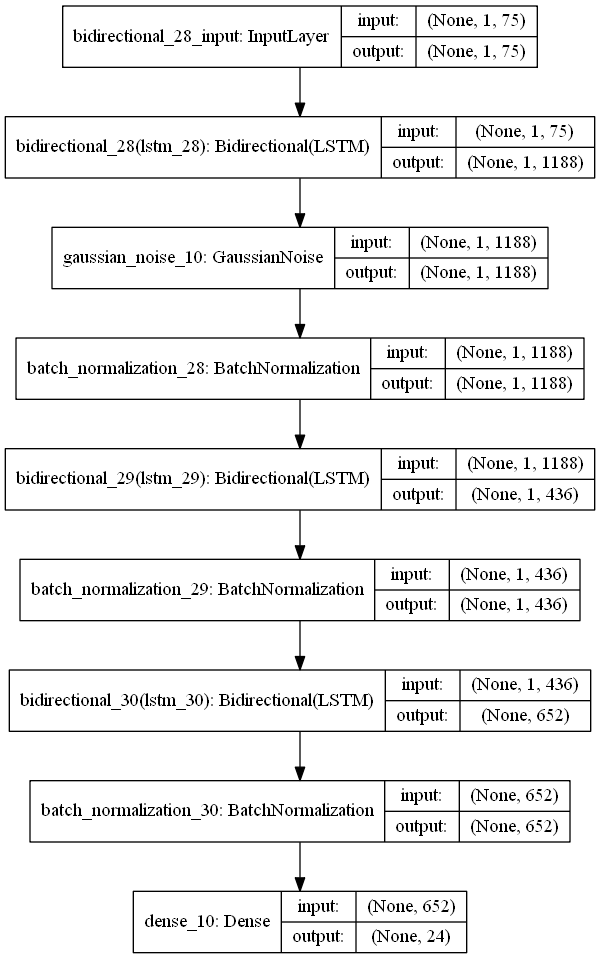 bidirectional_28_input: InputLayer
input: (None, 1, 75)
output: (None, 1, 75)
bidirectional_28(lstm_28): Bidirectional(LSTM)
input: (None, 1, 75)
output: (None, 1, 1188)
gaussian_noise_10: GaussianNoise
input: (None, 1, 1188)
output: (None, 1, 1188)
batch_normalization_28: BatchNormalization
input: (None, 1, 1188)
output: (None, 1, 1188)
bidirectional_29(lstm_29): Bidirectional(LSTM)
input: (None, 1, 1188)
output: (None, 1, 436)
batch_normalization_29: BatchNormalization
input: (None, 1, 436)
output: (None, 1, 436)
bidirectional_30(lstm_30): Bidirectional(LSTM)
input: (None, 1, 436)
output: (None, 652)
batch_normalization_30: BatchNormalization
input: (None, 652)
output: (None, 652)
dense_10: Dense
input: (None, 652)
output: (None, 24)